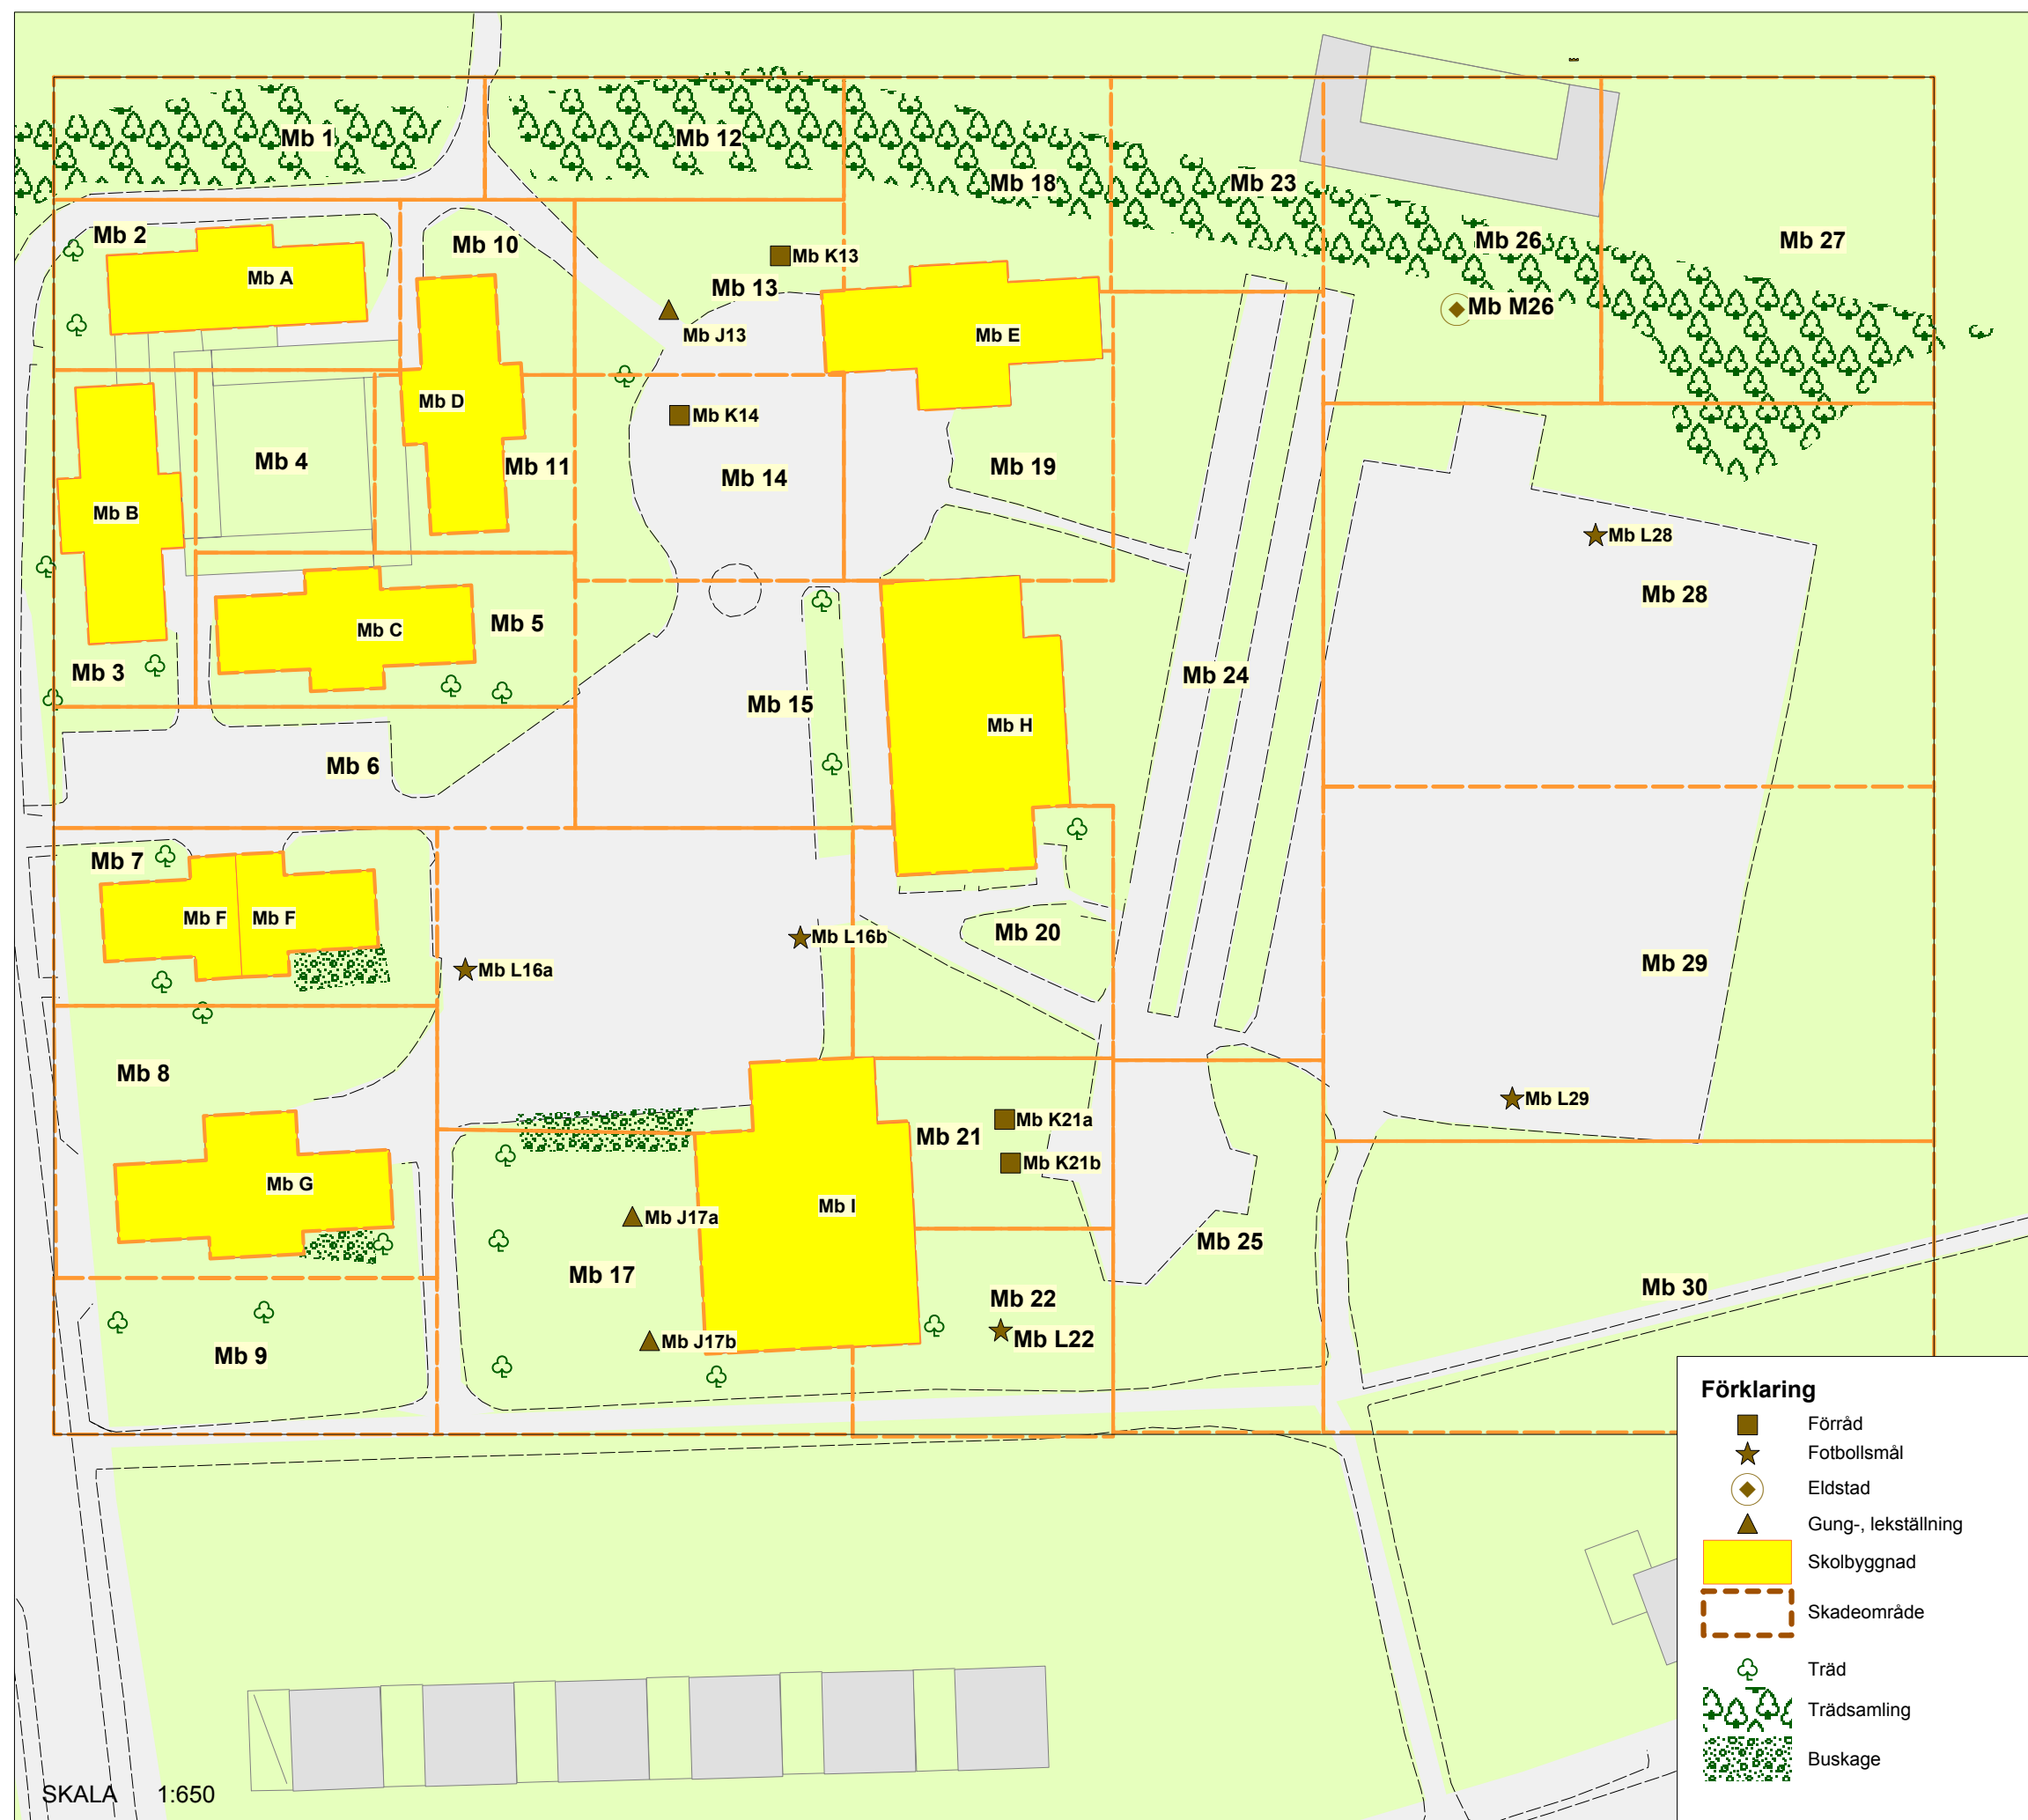 Mb 1
Mb 12
Mb 18
Mb 23
Mb 2
Mb 10
Mb 26
Mb 27
Mb K13
Mb A
Mb 13
Mb M26
Mb J13
Mb E
Mb D
Mb K14
Mb 4
Mb 11
Mb 14
Mb 19
Mb B
Mb L28
Mb 28
Mb C
Mb 5
Mb 3
Mb 24
Mb 15
Mb H
Mb 6
Mb 7
Mb F
Mb F
Mb L16b
Mb 20
Mb L16a
Mb 29
Mb 8
Mb L29
Mb K21a
Mb 21
Mb K21b
Mb G
Mb I
Mb J17a
Mb 25
Mb 17
Mb 30
Mb 22
Mb J17b
Mb L22
Mb 9
Förklaring
Förråd
Fotbollsmål
Eldstad
Gung-, lekställning
Skolbyggnad
Skadeområde
Träd
Trädsamling
Buskage
SKALA 1:650